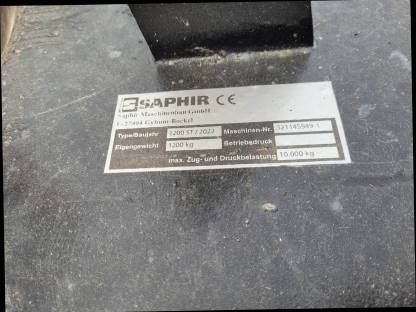 SAPHIR CE
Saphir Maschinenbau GmbH
D-27404 Gyhum-Bockel
Type/Baujahr 1200 ST / 2022 Maschinen-Nr. 521145949-1
Eigengewicht 1200 kg Betriebsdruck
max. Zug- und Druckbelastung 10.000 kg